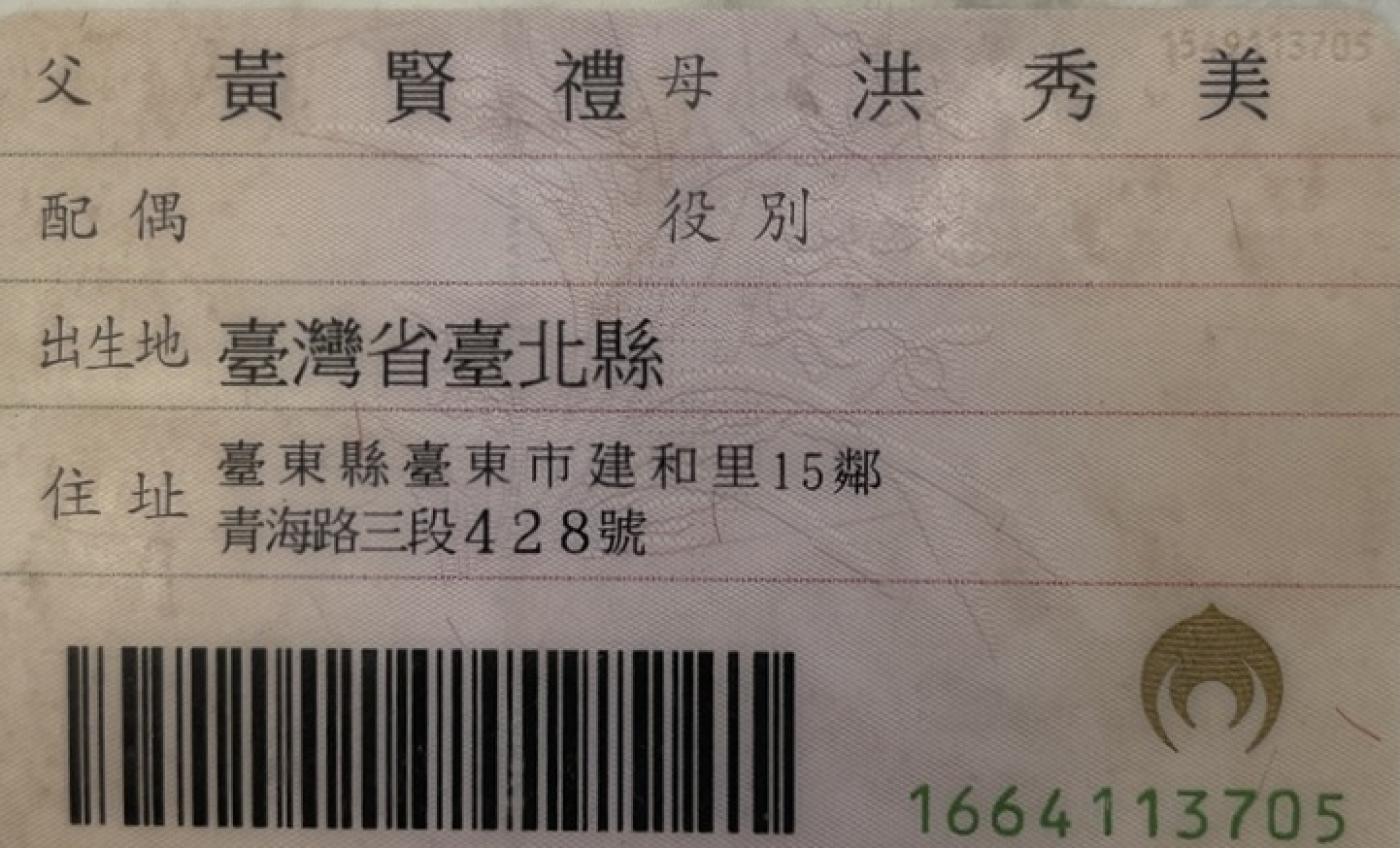 父 黃賢禮 母 洪秀美
配偶 役別
出生地 臺灣省臺北縣
住址 臺東縣臺東市建和里15鄰
青海路三段428號
1664113705